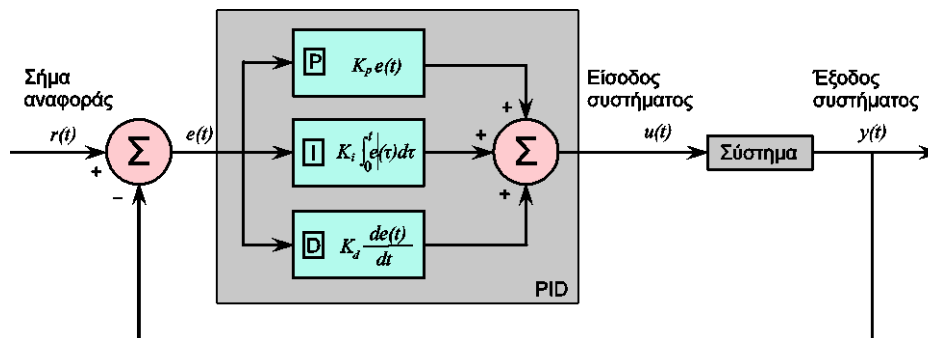 Σήμα
αναφοράς
r(t)
+
−
Σ
e(t)
P K_p e(t)
I K_i ∫_0^t e(τ)dτ
D K_d de(t)/dt
+
+
+
Σ
PID
Είσοδος
συστήματος
u(t)
Σύστημα
Έξοδος
συστήματος
y(t)